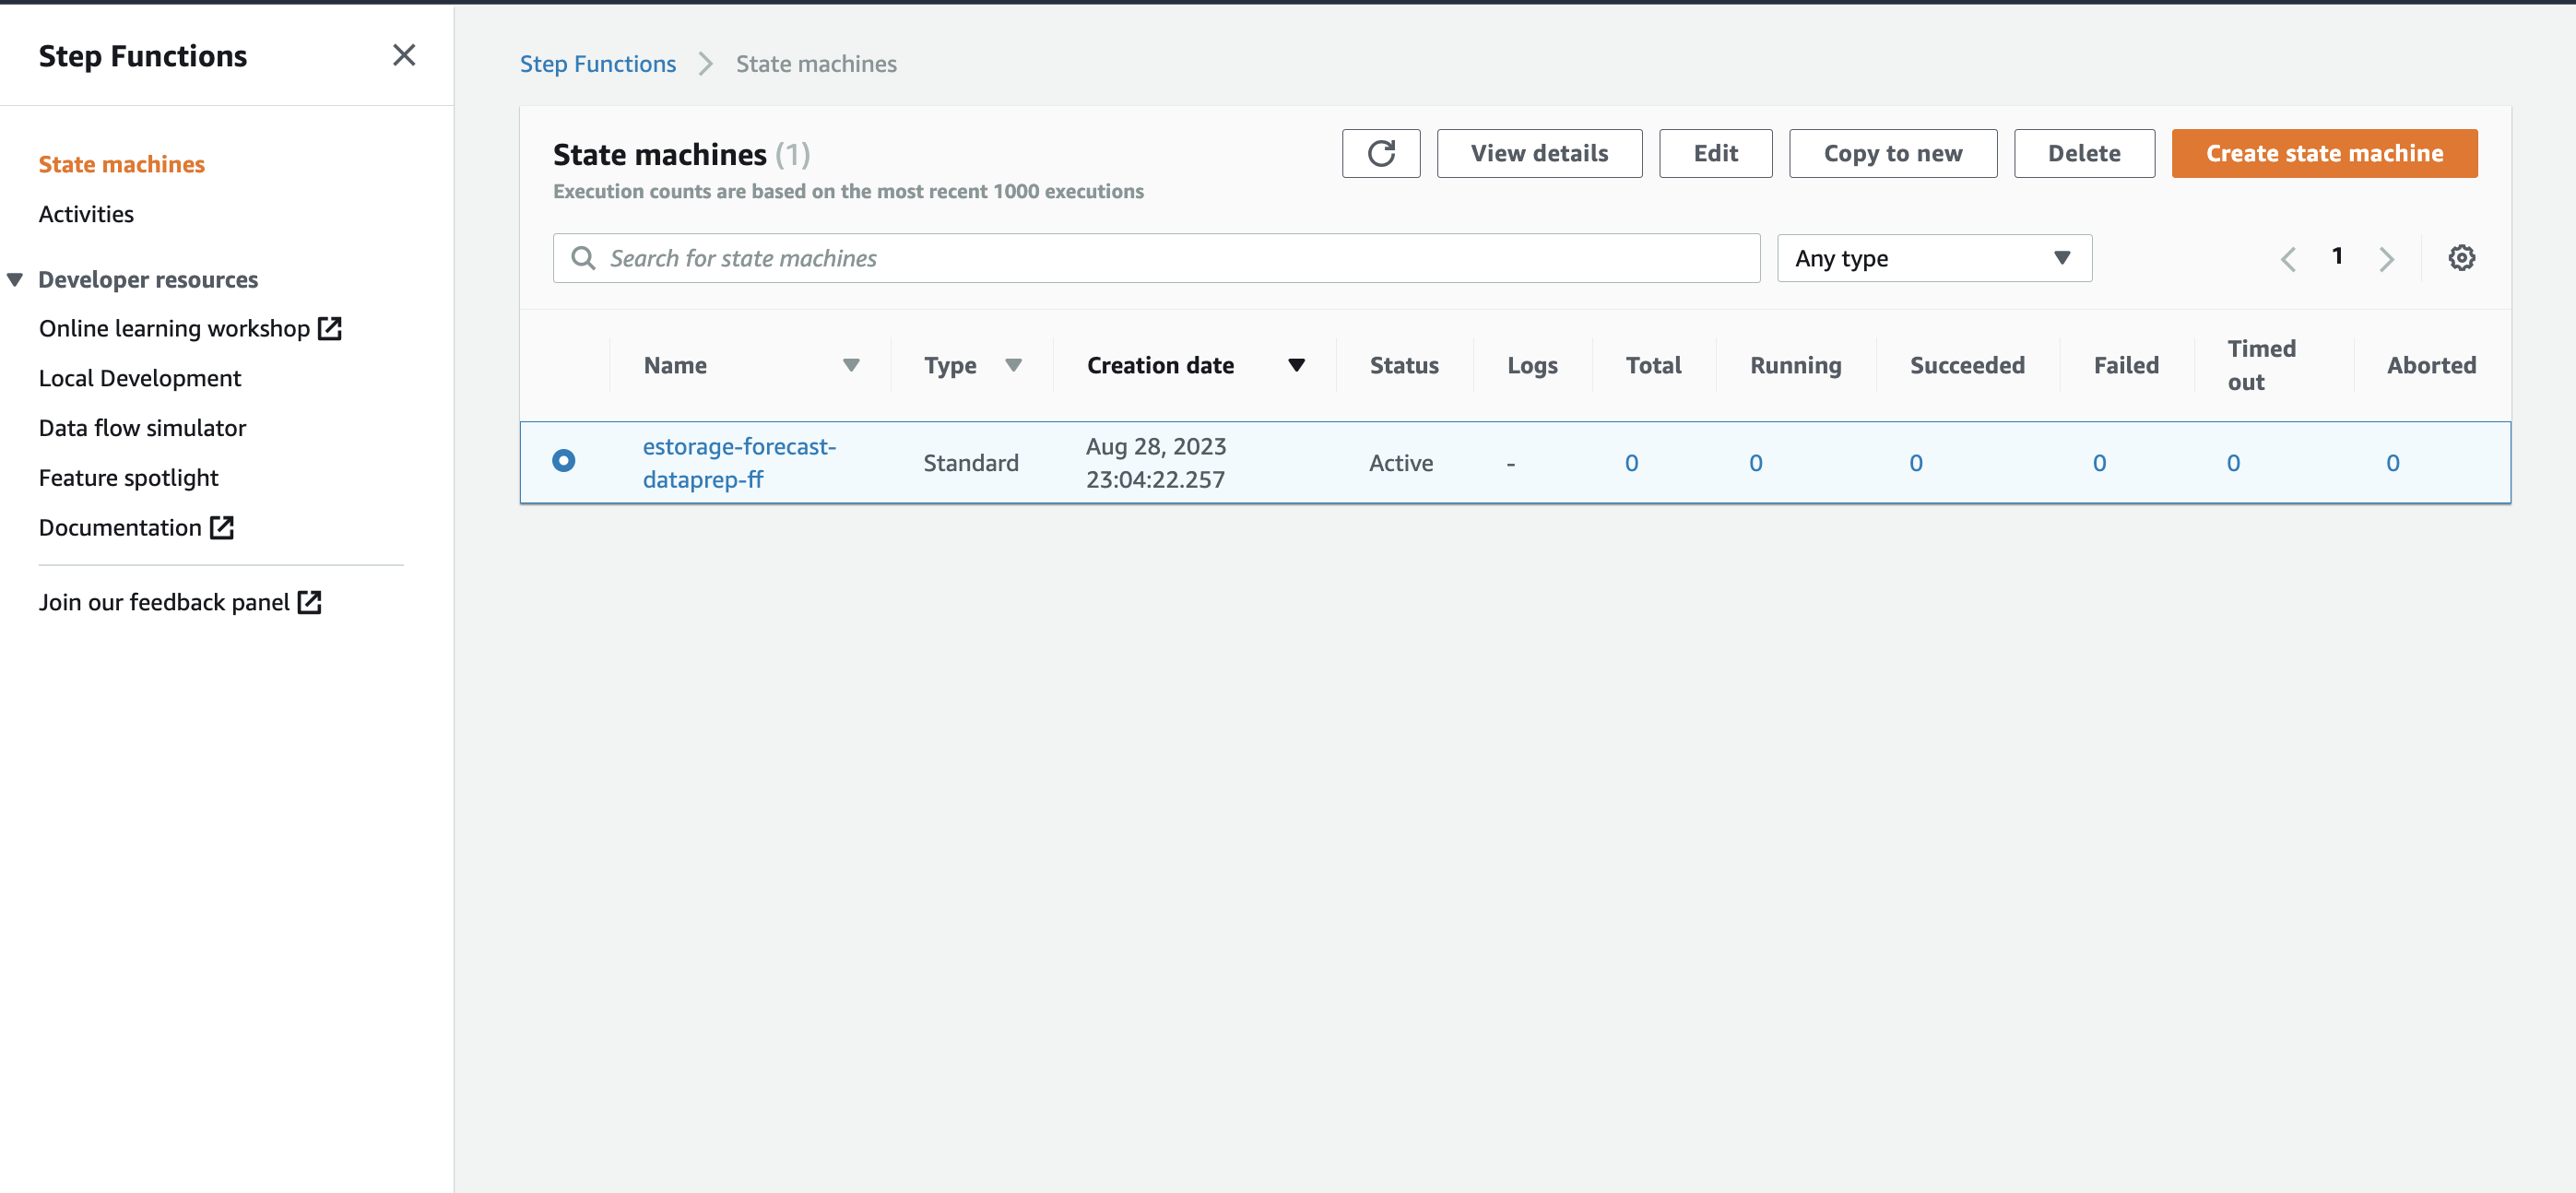 Step Functions
State machines
Activities
Developer resources
Online learning workshop
Local Development
Data flow simulator
Feature spotlight
Documentation
Join our feedback panel
Step Functions State machines
State machines (1)
Execution counts are based on the most recent 1000 executions
View details Edit Copy to new Delete Create state machine
Search for state machines Any type 1
Name Type Creation date Status Logs Total Running Succeeded Failed Timed out Aborted
estorage-forecast-
dataprep-ff
Standard
Aug 28, 2023
23:04:22.257
Active - 0 0 0 0 0 0